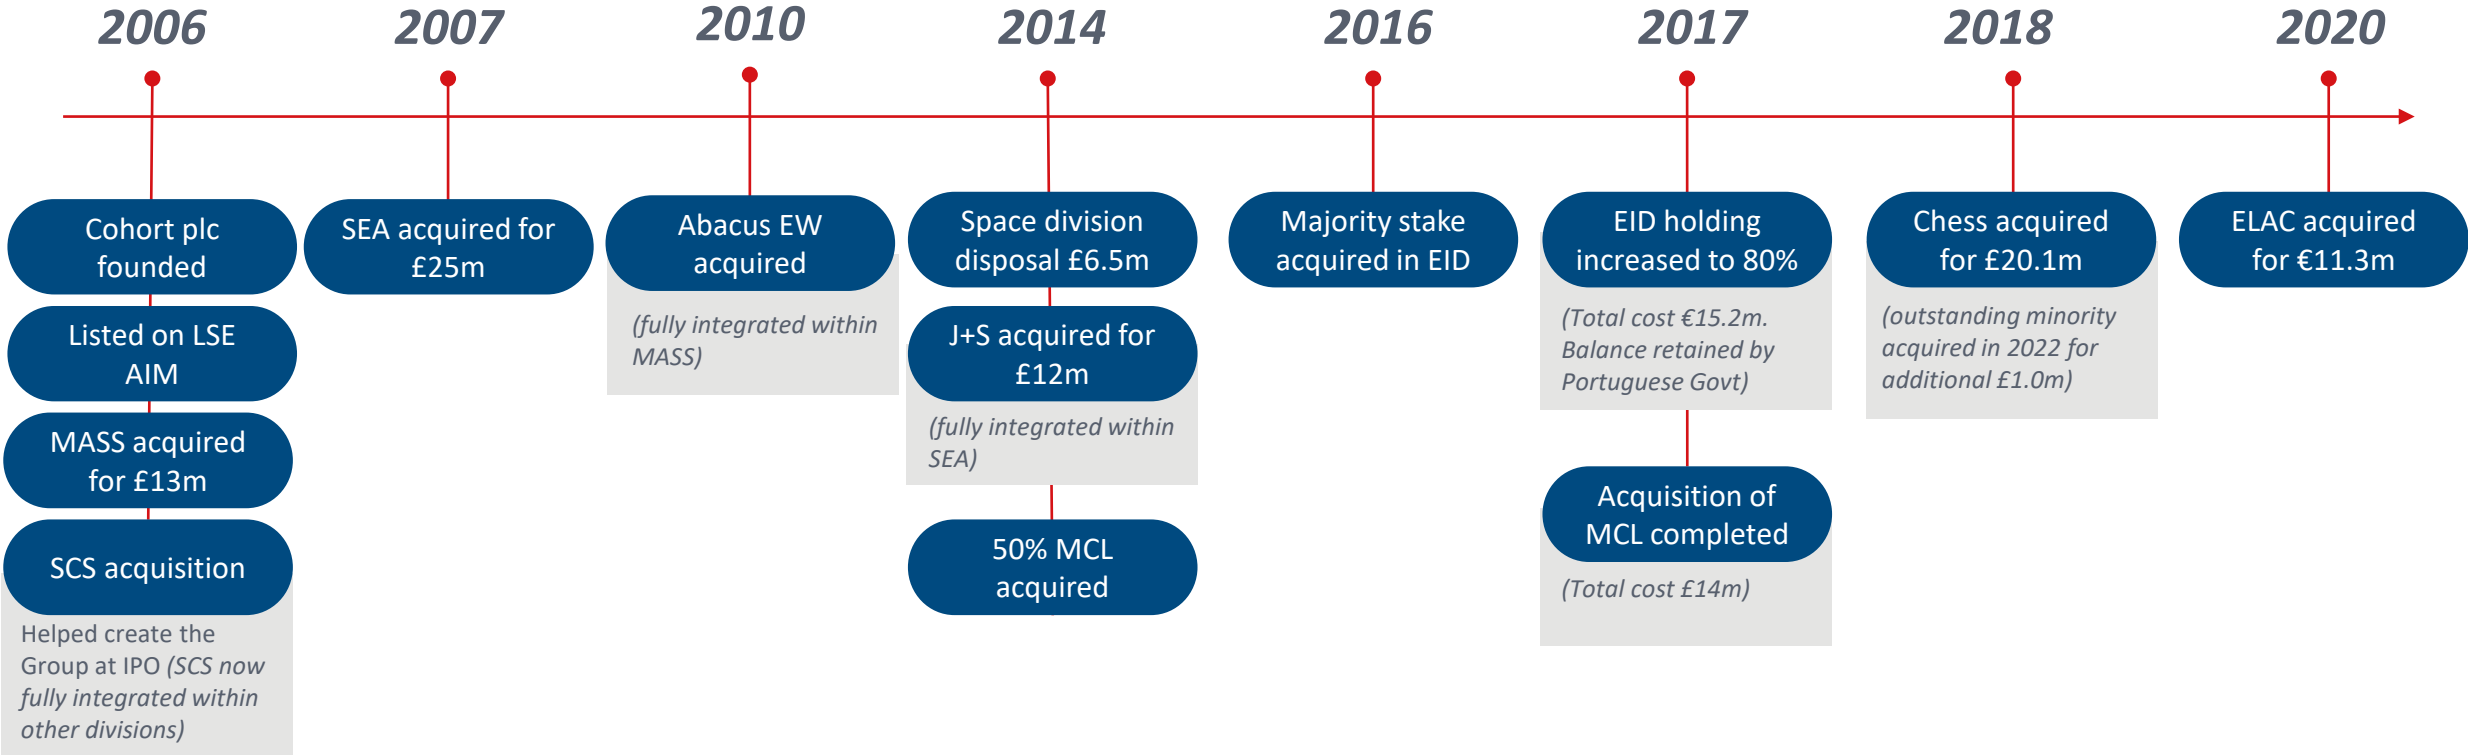 2006
2007
2010
2014
2016
2017
2018
2020
Cohort plc
founded
Listed on LSE
AIM
MASS acquired
for £13m
SCS acquisition
Helped create the
Group at IPO (SCS now
fully integrated within
other divisions)
SEA acquired for
£25m
Abacus EW
acquired
(fully integrated within
MASS)
Space division
disposal £6.5m
J+S acquired for
£12m
(fully integrated within
SEA)
50% MCL
acquired
Majority stake
acquired in EID
EID holding
increased to 80%
(Total cost €15.2m.
Balance retained by
Portuguese Govt)
Acquisition of
MCL completed
(Total cost £14m)
Chess acquired
for £20.1m
(outstanding minority
acquired in 2022 for
additional £1.0m)
ELAC acquired
for €11.3m